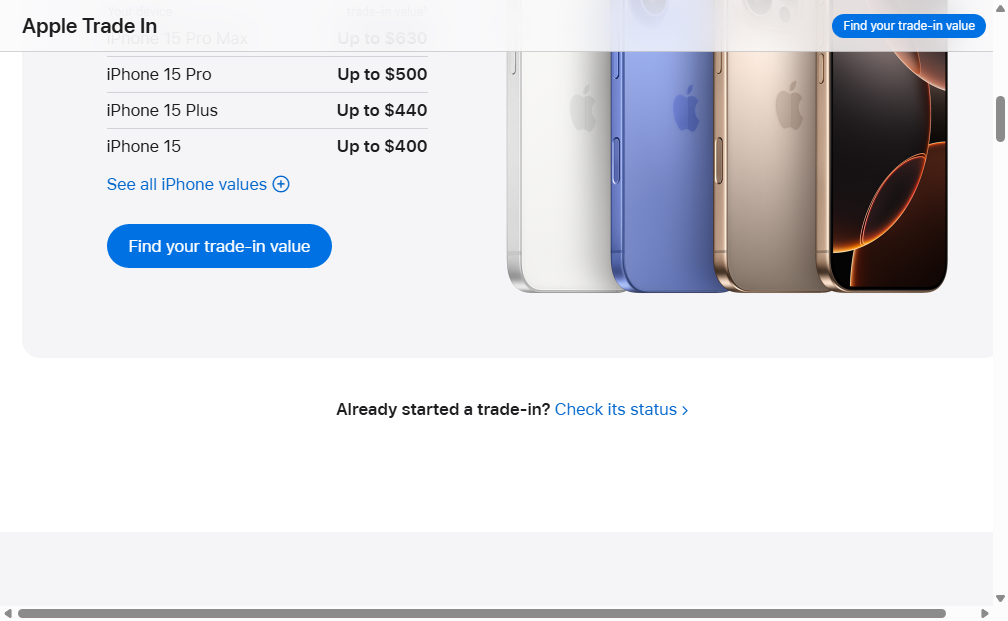 Your device
trade-in value¹
Apple Trade In
Find your trade-in value
iPhone 15 Pro Max
Up to $630
iPhone 15 Pro
Up to $500
iPhone 15 Plus
Up to $440
iPhone 15
Up to $400
See all iPhone values
Find your trade-in value
Already started a trade-in? Check its status >